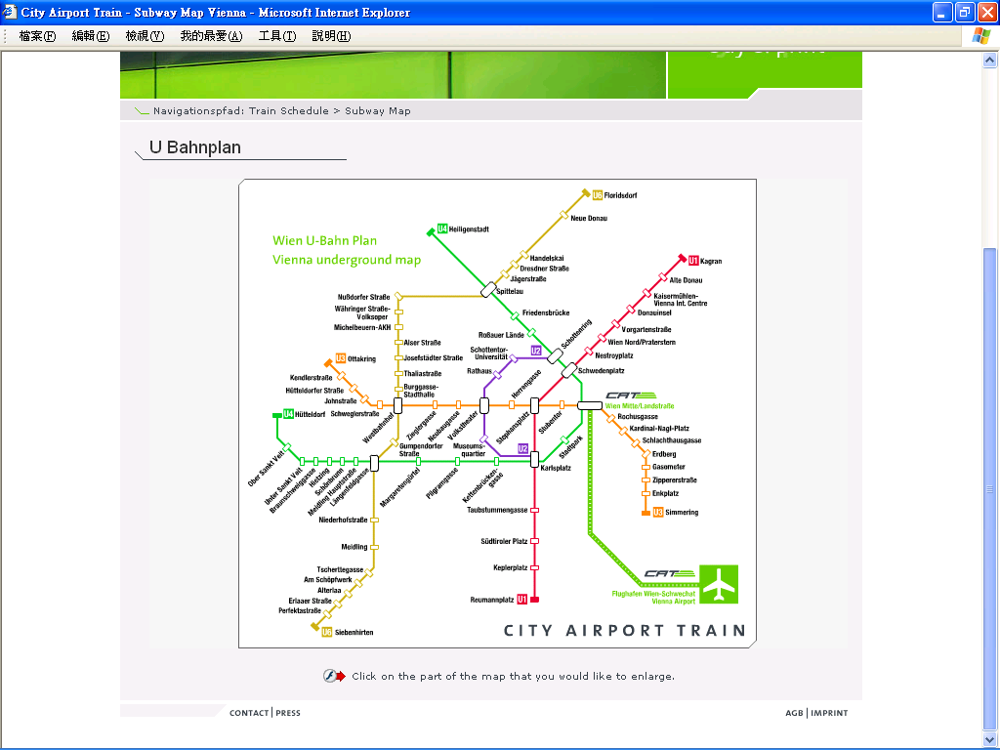 City Airport Train - Subway Map Vienna - Microsoft Internet Explorer
檔案(F) 編輯(E) 檢視(V) 我的最愛(A) 工具(T) 說明(H)
Navigationspfad: Train Schedule > Subway Map
U Bahnplan
Wien U-Bahn Plan
Vienna underground map
U6 Floridsdorf
Neue Donau
U4 Heiligenstadt
Handelskai
Dresdner Straße
Jägerstraße
Spittelau
U1 Kagran
Alte Donau
Kaisermühlen-
Vienna Int. Centre
Donauinsel
Vorgartenstraße
Wien Nord/Praterstern
Nestroyplatz
Schwedenplatz
Nußdorfer Straße
Währinger Straße-
Volksoper
Michelbeuern-AKH
Alser Straße
Josefstädter Straße
Thaliastraße
Burggasse-
Stadthalle
Friedensbrücke
Roßauer Lände
Schottenring
U2
Schottentor-
Universität
Rathaus
Herrengasse
U3 Ottakring
Kendlerstraße
Hütteldorfer Straße
Johnstraße
Schweglerstraße
Westbahnhof
Zieglergasse
Neubaugasse
Volkstheater
Stephansplatz
Stubentor
CAT
Wien Mitte/Landstraße
Rochusgasse
Kardinal-Nagl-Platz
Schlachthausgasse
Erdberg
Gasometer
Zippererstraße
Enkplatz
U3 Simmering
U4 Hütteldorf
Ober Sankt Veit
Unter Sankt Veit
Braunschweiggasse
Hietzing
Schönbrunn
Meidling Hauptstraße
Längenfeldgasse
Gumpendorfer
Straße
Margaretengürtel
Pilgramgasse
Kettenbrücken-
gasse
Museums-
quartier
U2
Karlsplatz
Stadtpark
Taubstummengasse
Südtiroler Platz
Keplerplatz
Reumannplatz U1
Niederhofstraße
Meidling
Tscherttegasse
Am Schöpfwerk
Alterlaa
Erlaaer Straße
Perfektastraße
U6 Siebenhirten
CAT
Flughafen Wien-Schwechat
Vienna Airport
CITY AIRPORT TRAIN
Click on the part of the map that you would like to enlarge.
CONTACT | PRESS
AGB | IMPRINT